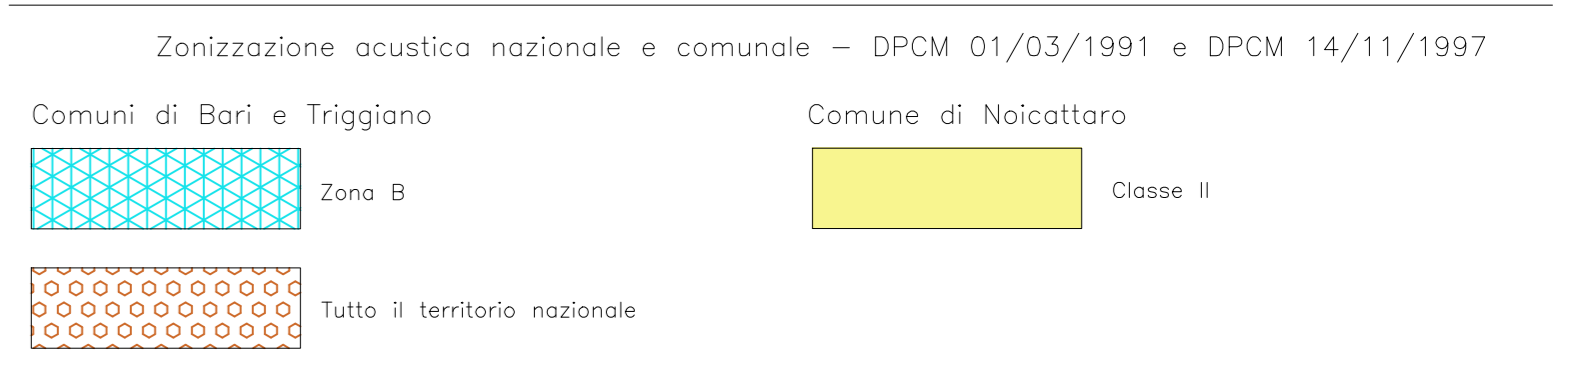 Zonizzazione acustica nazionale e comunale – DPCM 01/03/1991 e DPCM 14/11/1997
Comuni di Bari e Triggiano
Zona B
Tutto il territorio nazionale
Comune di Noicattaro
Classe II